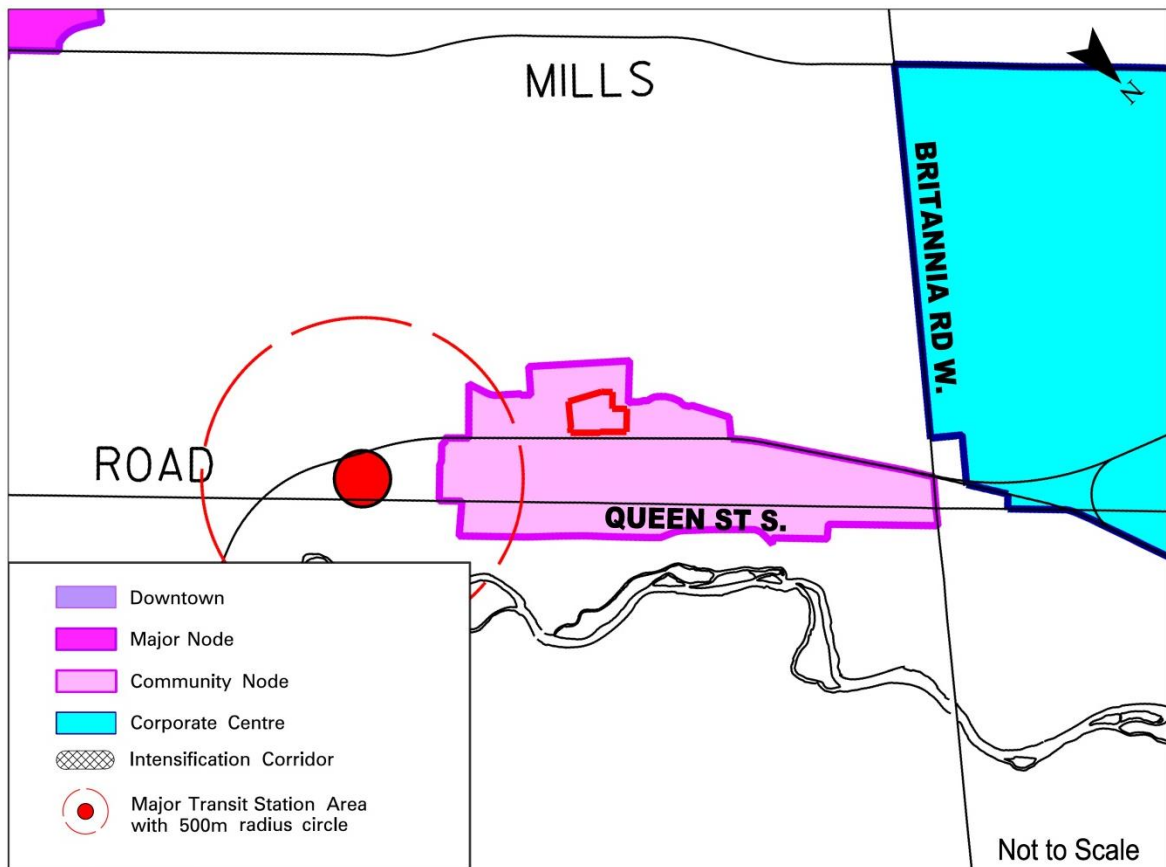 MILLS
N
BRITANNIA RD W.
ROAD
QUEEN ST S.
Downtown
Major Node
Community Node
Corporate Centre
Intensification Corridor
Major Transit Station Area
with 500m radius circle
Not to Scale